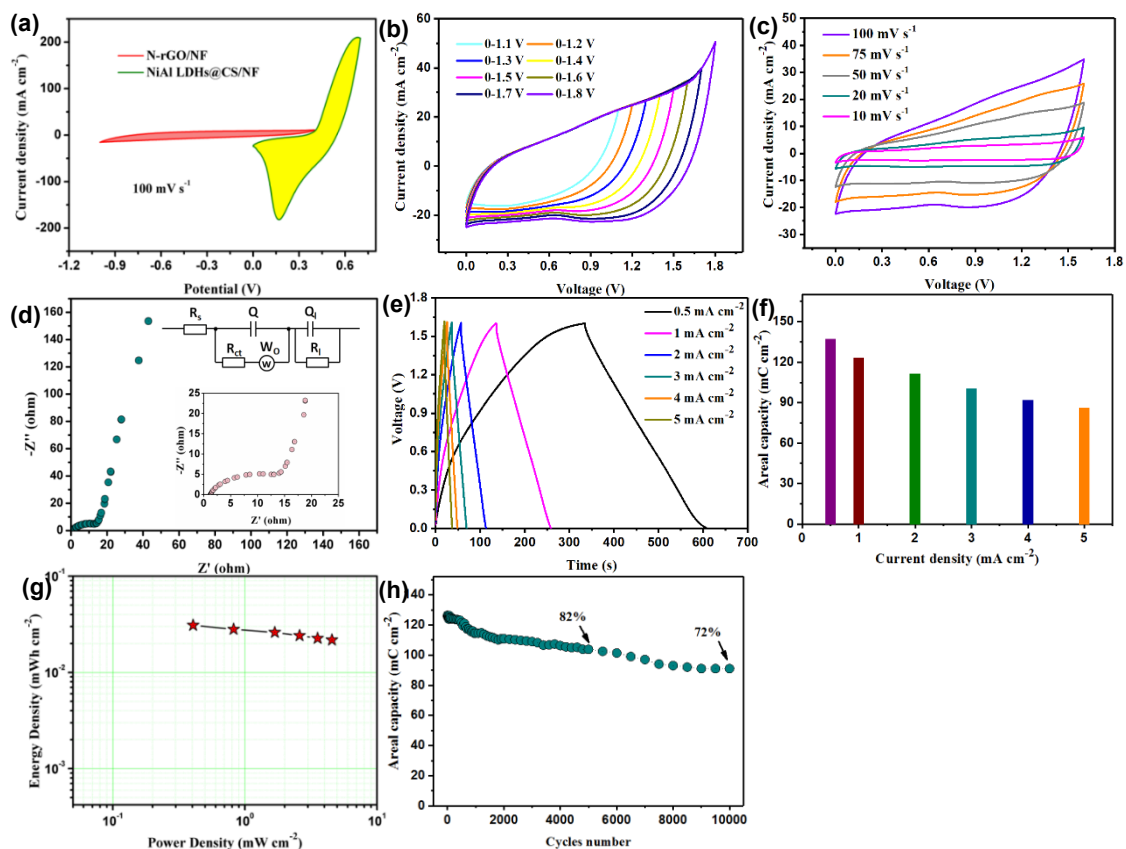 (a)
N-rGO/NF
NiAl LDHs@CS/NF
100 mV s⁻¹
Current density (mA cm⁻²)
200
100
0
-100
-200
-1.2 -0.9 -0.6 -0.3 0.0 0.3 0.6
Potential (V)
(b)
0-1.1 V 0-1.2 V
0-1.3 V 0-1.4 V
0-1.5 V 0-1.6 V
0-1.7 V 0-1.8 V
Current density (mA cm⁻²)
60
40
20
0
-20
-40
0.0 0.3 0.6 0.9 1.2 1.5 1.8
Voltage (V)
(c)
100 mV s⁻¹
75 mV s⁻¹
50 mV s⁻¹
20 mV s⁻¹
10 mV s⁻¹
Current density (mA cm⁻²)
50
40
30
20
10
0
-10
-20
-30
0.0 0.3 0.6 0.9 1.2 1.5 1.8
Voltage (V)
(d)
Rs Q Ql
Rct Wo Rl
W
-Z'' (ohm)
160
140
120
100
80
60
40
20
0
0 20 40 60 80 100 120 140 160
Z' (ohm)
-Z'' (ohm)
25
20
15
10
5
0
0 5 10 15 20 25
Z' (ohm)
(e)
0.5 mA cm⁻²
1 mA cm⁻²
2 mA cm⁻²
3 mA cm⁻²
4 mA cm⁻²
5 mA cm⁻²
Voltage (V)
1.8
1.5
1.2
0.9
0.6
0.3
0.0
0 100 200 300 400 500 600 700
Time (s)
(f)
Areal capacity (mC cm⁻²)
150
120
90
60
30
0
0 1 2 3 4 5
Current density (mA cm⁻²)
(g)
Energy Density (mWh cm⁻²)
10⁻¹
10⁻²
10⁻³
10⁻¹ 10⁰ 10¹
Power Density (mW cm⁻²)
(h)
82%
72%
Areal capacity (mC cm⁻²)
140
120
100
80
60
40
20
0
0 2000 4000 6000 8000 10000
Cycles number